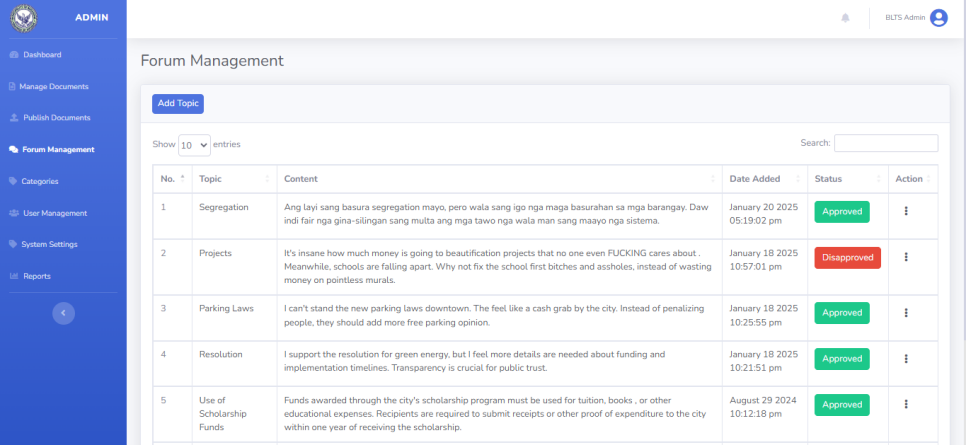 ADMIN
BLTS Admin
Dashboard
Manage Documents
Publish Documents
Forum Management
Categories
User Management
System Settings
Reports
Forum Management
Add Topic
Show 10 entries
Search:
No. Topic Content Date Added Status Action
1 Segregation Ang layi sang basura segregation mayo, pero wala sang igo nga maga basurahan sa mga barangay. Daw January 20 2025 Approved
indi fair nga gina-silingan sang multa ang mga tawo nga wala man sang maayo nga sistema. 05:19:02 pm
2 Projects It's insane how much money is going to beautification projects that no one even FUCKING cares about . January 18 2025 Disapproved
Meanwhile, schools are falling apart. Why not fix the school first bitches and assholes, instead of wasting 10:57:01 pm
money on pointless murals.
3 Parking Laws I can't stand the new parking laws downtown. The feel like a cash grab by the city. Instead of penalizing January 18 2025 Approved
people, they should add more free parking opinion. 10:25:55 pm
4 Resolution I support the resolution for green energy, but I feel more details are needed about funding and January 18 2025 Approved
implementation timelines. Transparency is crucial for public trust. 10:21:51 pm
5 Use of Funds awarded through the city's scholarship program must be used for tuition, books , or other August 29 2024 Approved
Scholarship educational expenses. Recipients are required to submit receipts or other proof of expenditure to the city 10:12:18 pm
Funds within one year of receiving the scholarship.